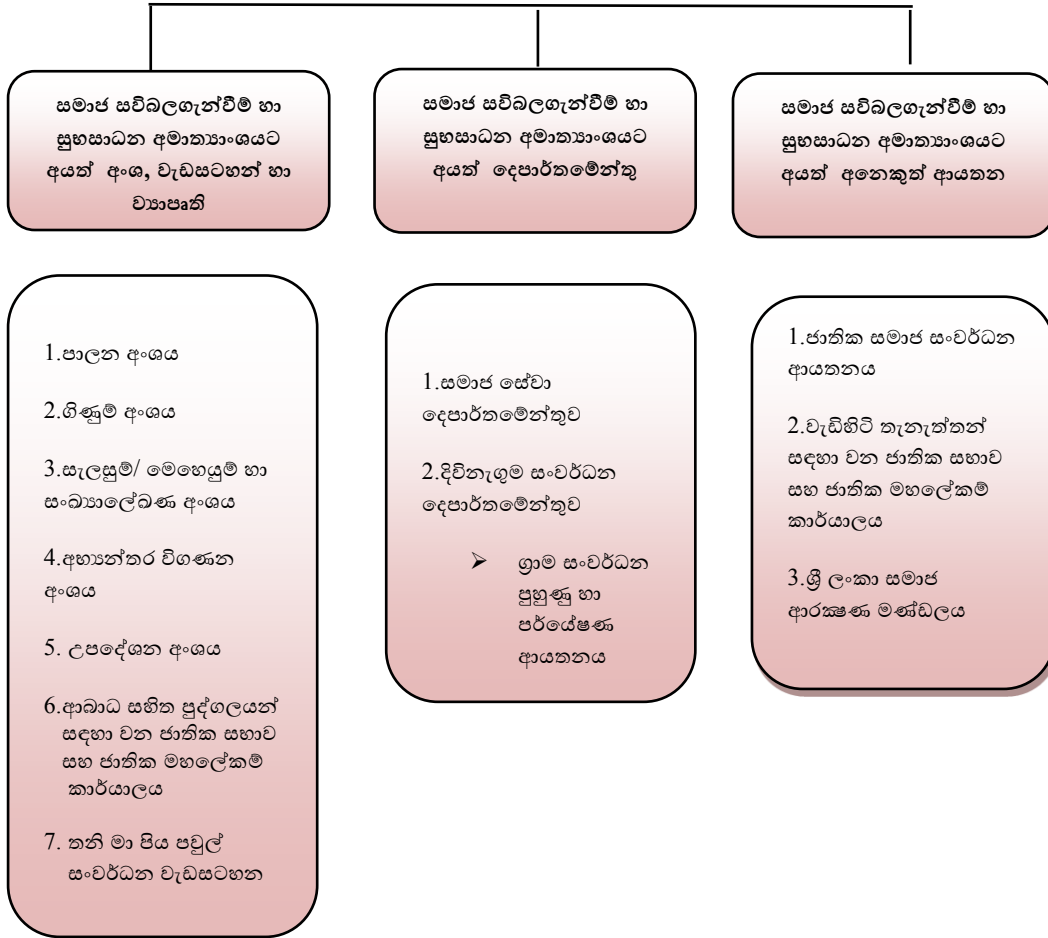 සමාජ සවිබලගැන්වීම් හා
සුභසාධන අමාත්‍යාංශයට
අයත් අංශ, වැඩසටහන් හා
ව්‍යාපෘති
සමාජ සවිබලගැන්වීම් හා
සුභසාධන අමාත්‍යාංශයට
අයත් දෙපාර්තමේන්තු
සමාජ සවිබලගැන්වීම් හා
සුභසාධන අමාත්‍යාංශයට
අයත් අනෙකුත් ආයතන
1.පාලන අංශය
2.ගිණුම් අංශය
3.සැලසුම්/ මෙහෙයුම් හා
සංඛ්‍යාලේඛණ අංශය
4.අභ්‍යන්තර විගණන
අංශය
5. උපදේශන අංශය
6.ආබාධ සහිත පුද්ගලයන්
සඳහා වන ජාතික සභාව
සහ ජාතික මහලේකම්
කාර්යාලය
7. තනි මා පිය පවුල්
සංවර්ධන වැඩසටහන
1.සමාජ සේවා
දෙපාර්තමේන්තුව
2.දිවිනැගුම සංවර්ධන
දෙපාර්තමේන්තුව
➢ ග්‍රාම සංවර්ධන
පුහුණු හා
පර්යේෂණ
ආයතනය
1.ජාතික සමාජ සංවර්ධන
ආයතනය
2.වැඩිහිටි තැනැත්තන්
සඳහා වන ජාතික සභාව
සහ ජාතික මහලේකම්
කාර්යාලය
3.ශ්‍රී ලංකා සමාජ
ආරක්‍ෂණ මණ්ඩලය